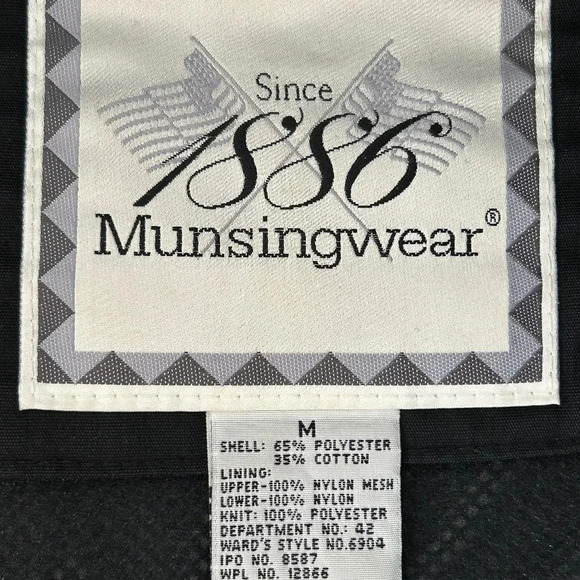 Since
1886
Munsingwear®
M
SHELL: 65% POLYESTER
35% COTTON
LINING:
UPPER-100% NYLON MESH
LOWER-100% NYLON
KNIT: 100% POLYESTER
DEPARTMENT NO.: 42
WARD'S STYLE NO.6904
IPO NO. 8587
WPL NO. 12866